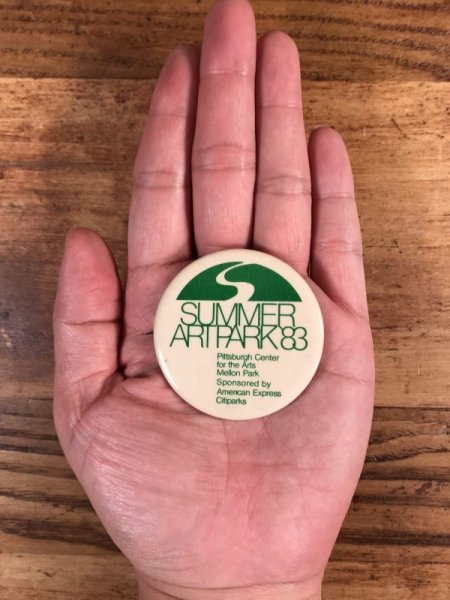 SUMMER
ARTPARK'83
Pittsburgh Center
for the Arts
Mellon Park
Sponsored by
American Express
Citiparks